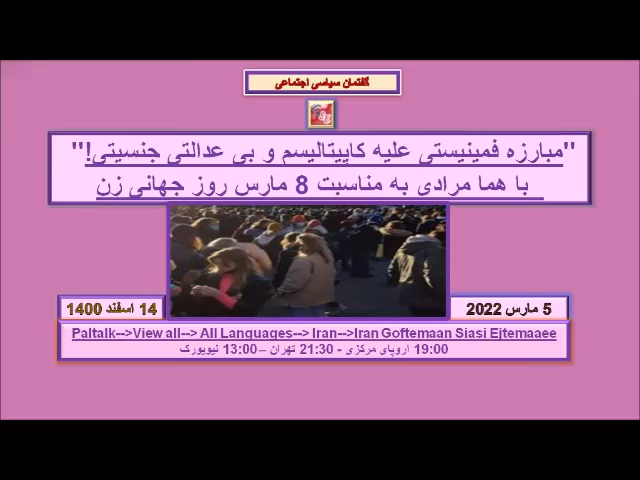 گفتمان سیاسی اجتماعی
"مبارزه فمینیستی علیه کاپیتالیسم و بی عدالتی جنسیتی!"
با هما مرادی به مناسبت 8 مارس روز جهانی زن
5 مارس 2022
14 اسفند 1400
Paltalk-->View all--> All Languages--> Iran-->Iran Goftemaan Siasi Ejtemaaee
19:00 اروپای مرکزی - 21:30 تهران – 13:00 نیویورک